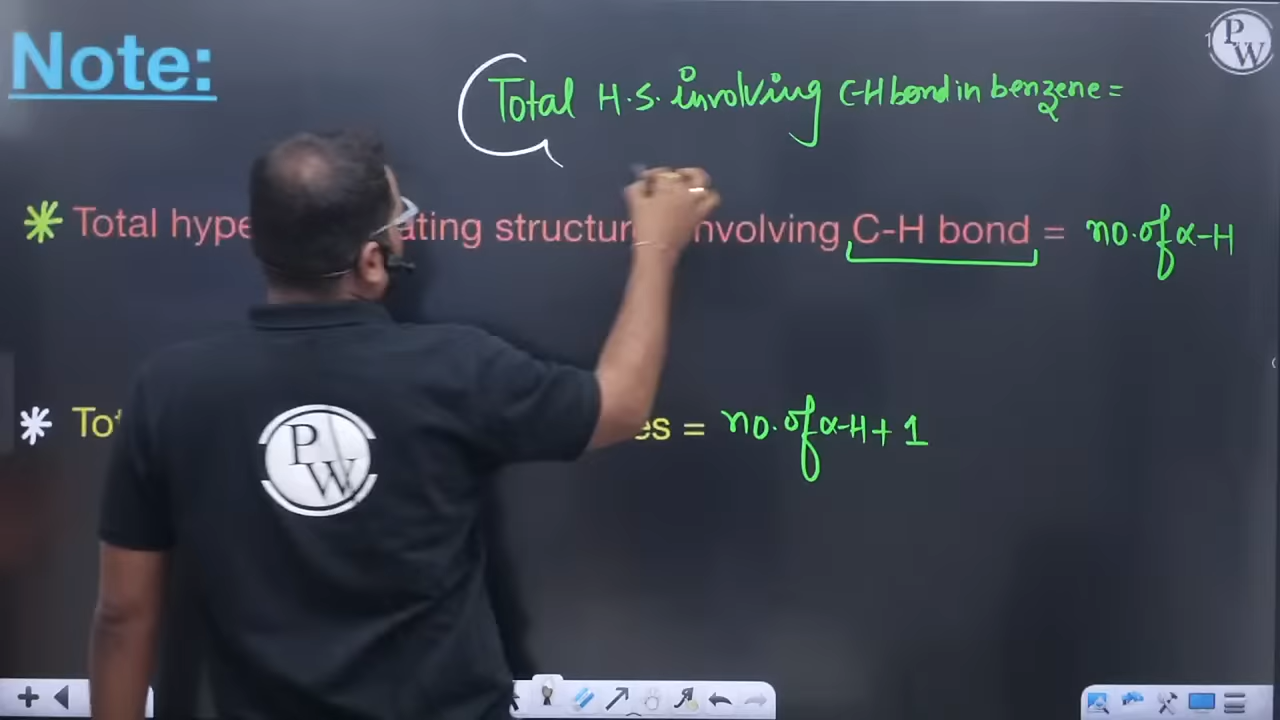 Note:
PW
Total H.S. involving C-H bond in benzene =
* Total hype ating structur nvolving C-H bond = no. of α-H
* Tot es = no. of α-H + 1
PW